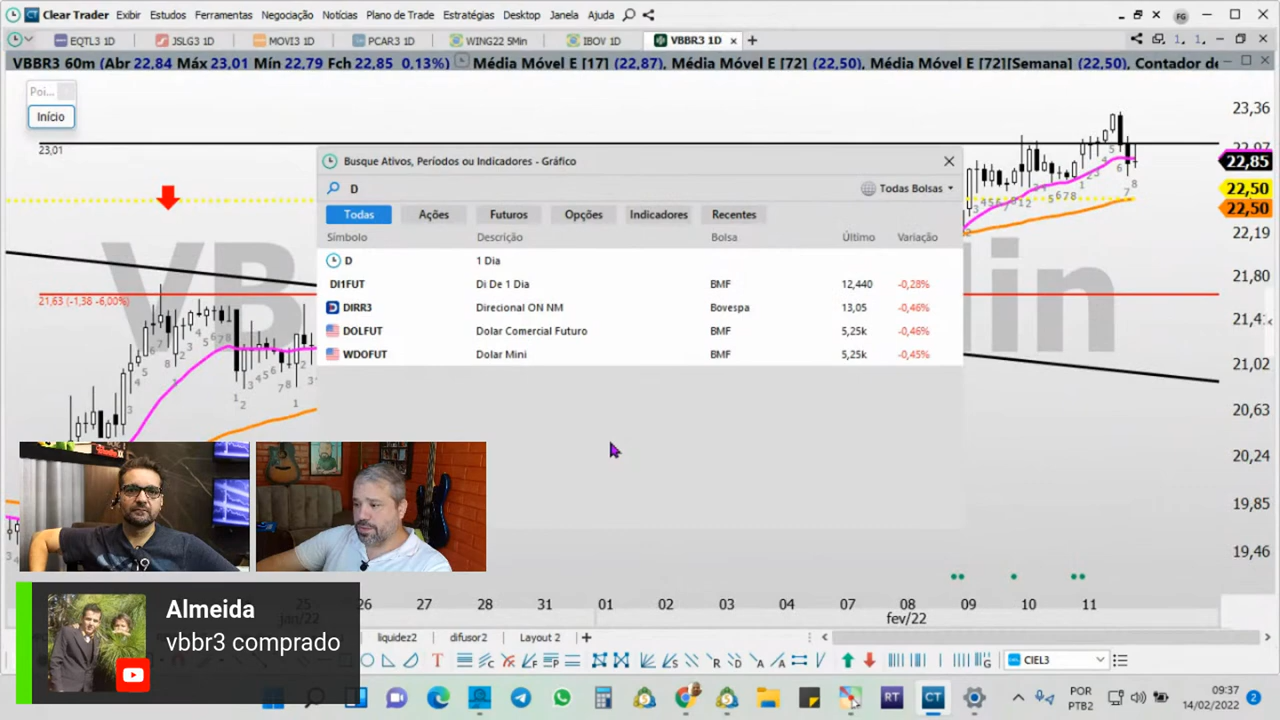 Clear Trader Exibir Estudos Ferramentas Negociação Notícias Plano de Trade Estratégias Desktop Janela Ajuda FG
EQTL3 1D JSLG3 1D MOVI3 1D PCAR3 1D WING22 5Min IBOV 1D VBBR3 1D
VBBR3 60m (Abr 22,84 Máx 23,01 Mín 22,79 Fch 22,85 0,13%) Média Móvel E [17] (22,87), Média Móvel E [72] (22,50), Média Móvel E [72][Semana] (22,50), Contador de
Poi...
Início
23,01
23,36
22,85
22,50
22,50
22,19
21,80
21,02
20,63
20,24
19,85
19,46
21,63 (-1,38 -6,00%)
Busque Ativos, Períodos ou Indicadores - Gráfico
D Todas Bolsas
Todas Ações Futuros Opções Indicadores Recentes
Símbolo Descrição Bolsa Último Variação
D 1 Dia
DI1FUT Di De 1 Dia BMF 12,440 -0,28%
DIRR3 Direcional ON NM Bovespa 13,05 -0,46%
DOLFUT Dolar Comercial Futuro BMF 5,25k -0,46%
WDOFUT Dolar Mini BMF 5,25k -0,45%
Almeida
vbbr3 comprado
26 27 28 31 01 02 03 04 07 08 09 10 11
fev/22
liquidez2 difusor2 Layout 2
CIEL3
POR
PTB2
09:37
14/02/2022